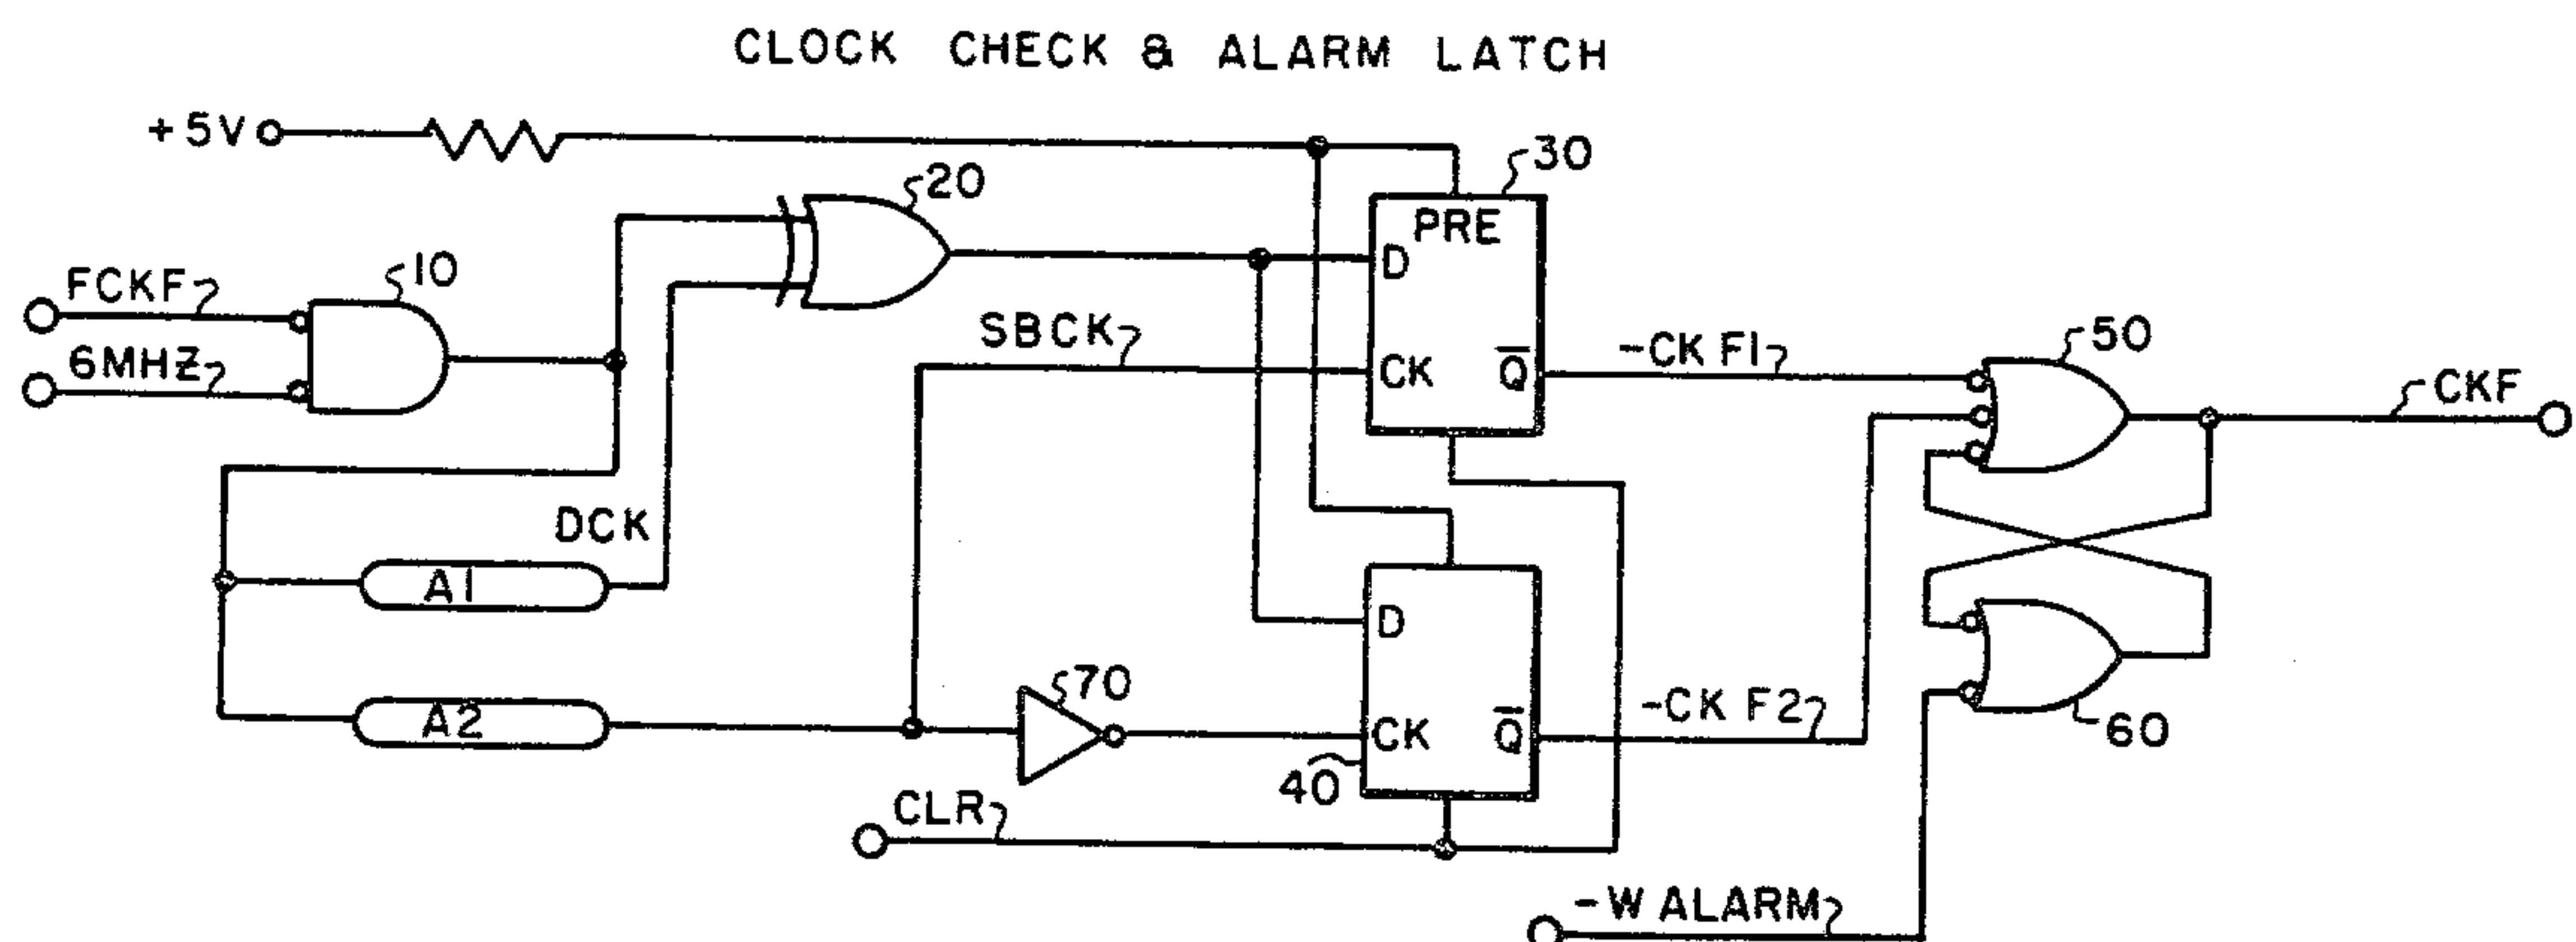 CLOCK CHECK & ALARM LATCH
+5V
30
20
PRE
D
10
FCKF
SBCK
50
6MHZ
-CK F1
CK
Q̅
CKF
DCK
A1
D
70
-CK F2
A2
CK
Q̅
60
40
CLR
-W ALARM